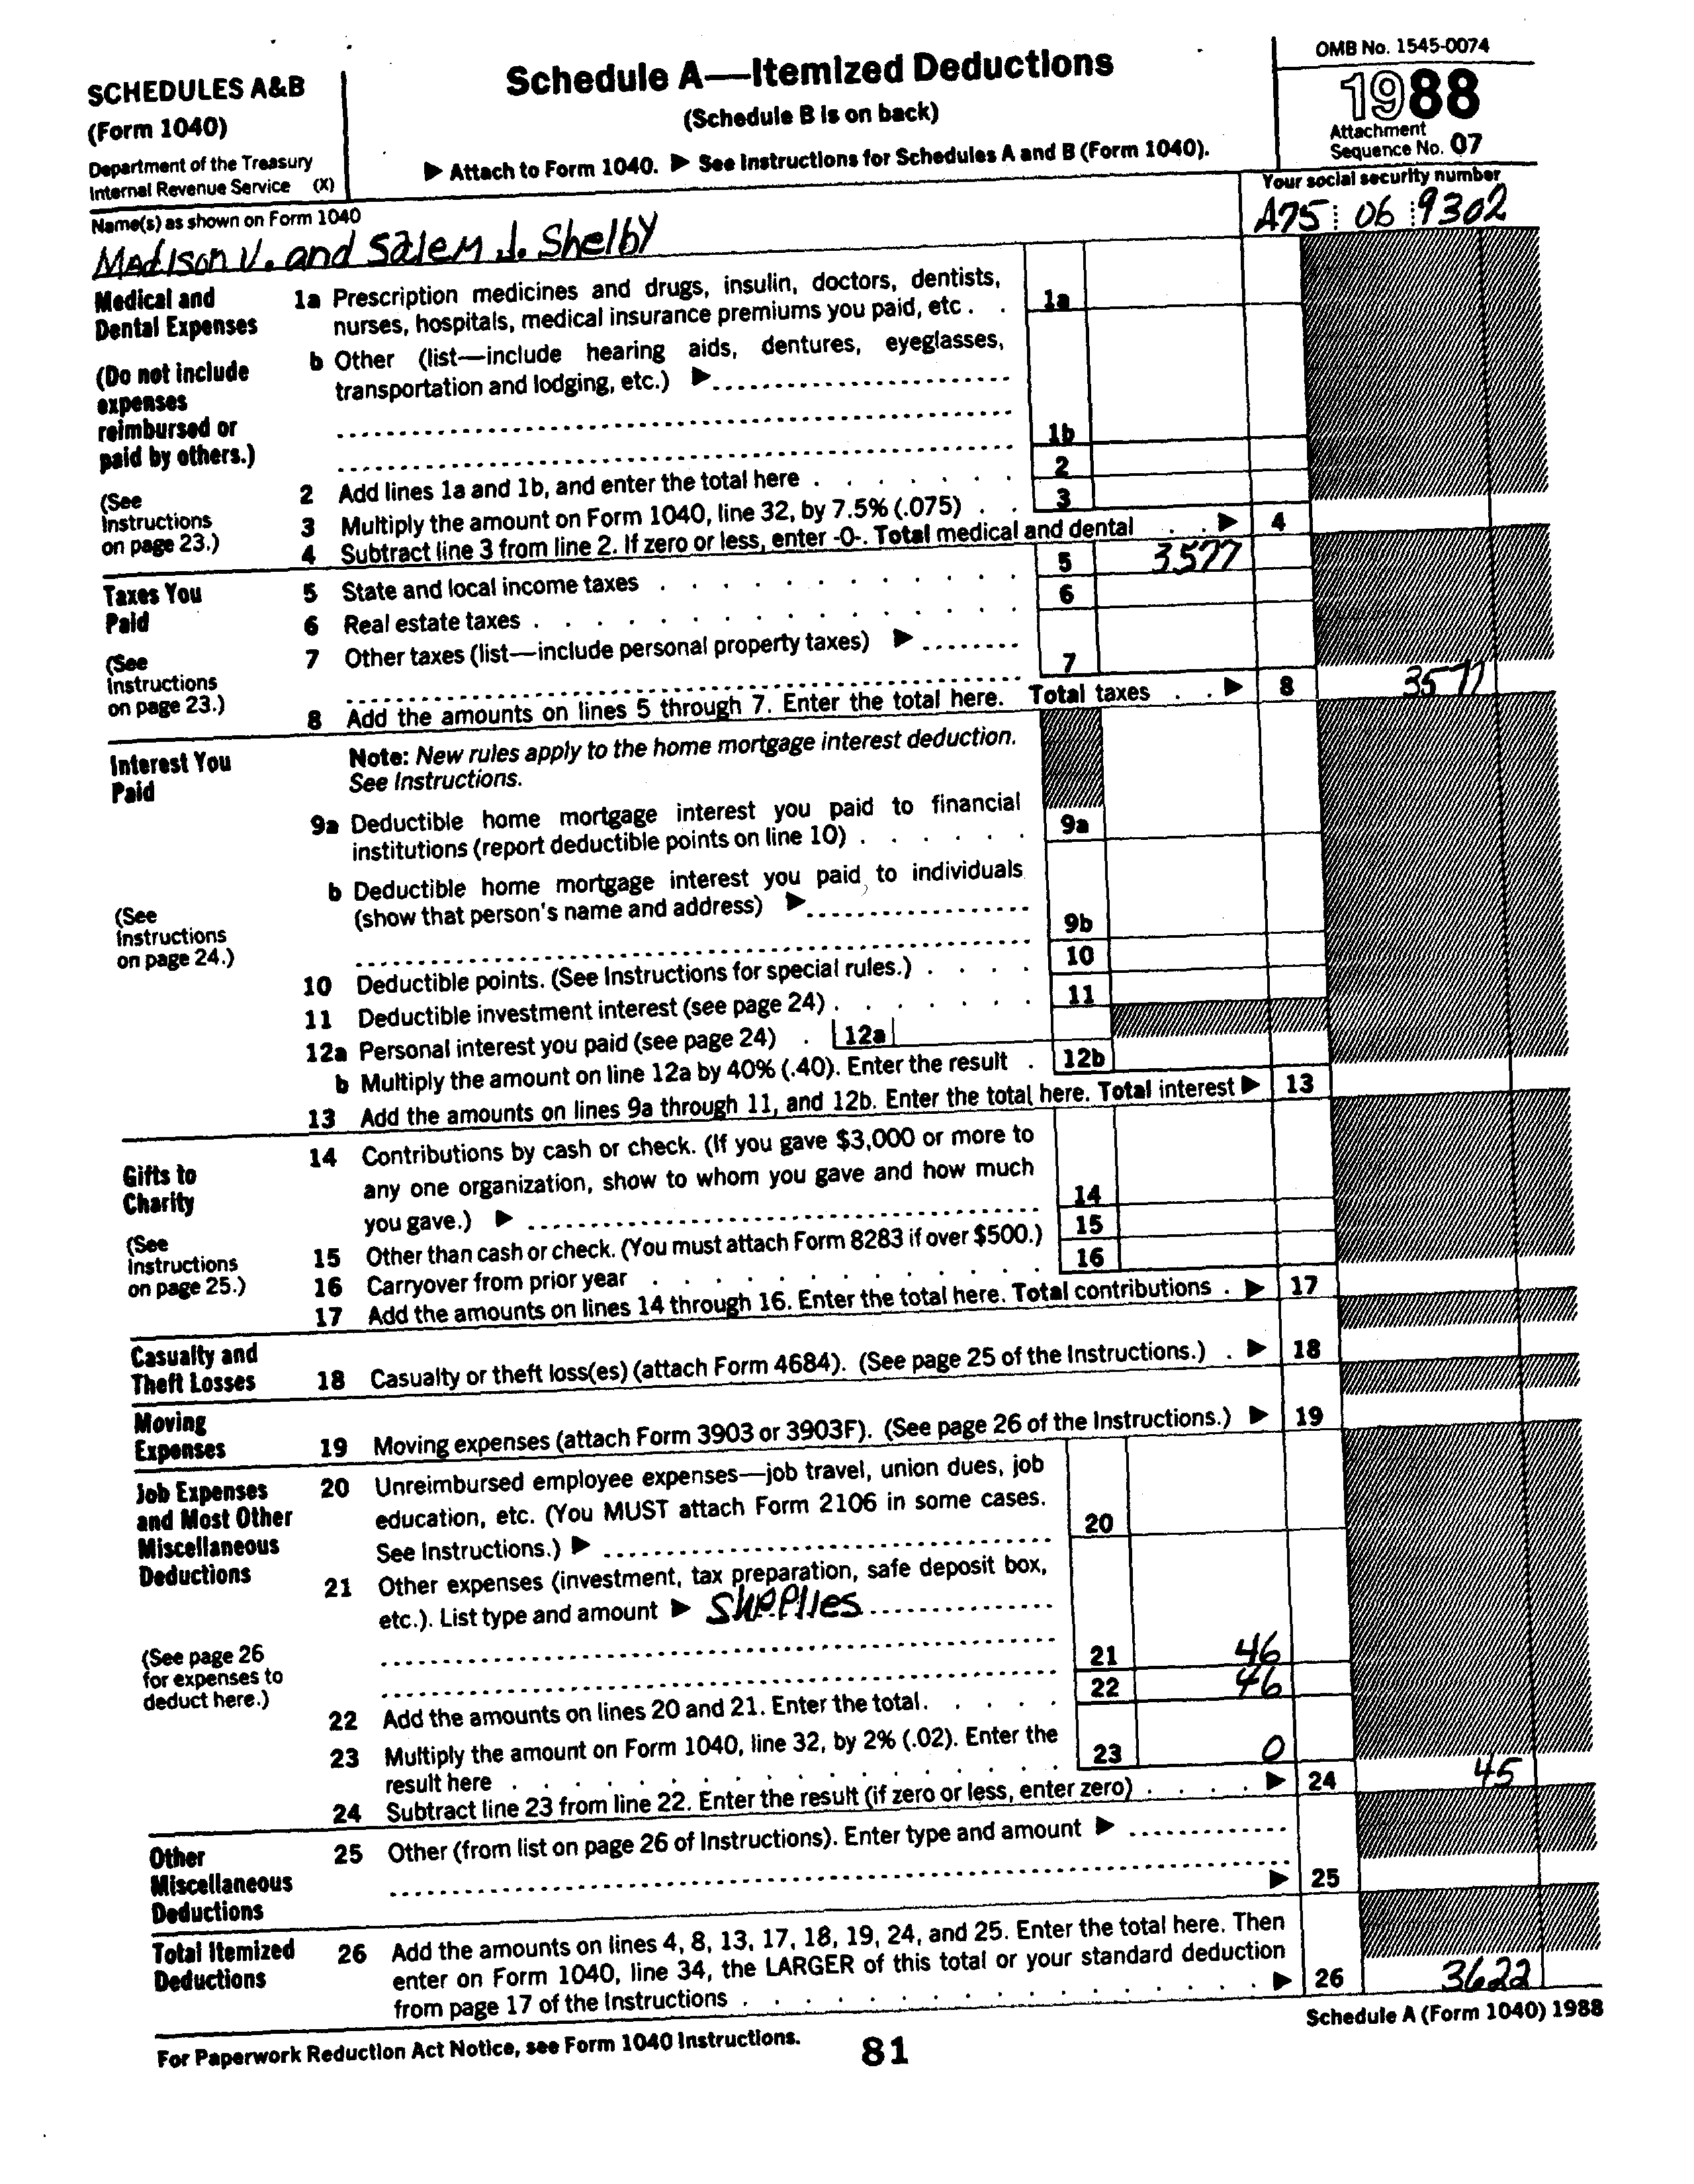 SCHEDULES A&B
(Form 1040)
Department of the Treasury
Internal Revenue Service (X)
Schedule A—Itemized Deductions
(Schedule B is on back)
▶ Attach to Form 1040. ▶ See Instructions for Schedules A and B (Form 1040).
OMB No. 1545-0074
1988
Attachment
Sequence No. 07
Name(s) as shown on Form 1040
Madison V. and Salem J. Shelby
Your social security number
A75 06 9302
Medical and
Dental Expenses
(Do not include
expenses
reimbursed or
paid by others.)
(See
Instructions
on page 23.)
1a Prescription medicines and drugs, insulin, doctors, dentists,
nurses, hospitals, medical insurance premiums you paid, etc . . 1a
b Other (list—include hearing aids, dentures, eyeglasses,
transportation and lodging, etc.) ▶
1b
2 Add lines 1a and 1b, and enter the total here . . . . . . . 2
3 Multiply the amount on Form 1040, line 32, by 7.5% (.075) . . 3
4 Subtract line 3 from line 2. If zero or less, enter -0-. Total medical and dental . . ▶ 4
Taxes You
Paid
(See
Instructions
on page 23.)
5 State and local income taxes . . . . . . . . . . . 5 3577
6 Real estate taxes . . . . . . . . . . . . . . 6
7 Other taxes (list—include personal property taxes) ▶
7
8 Add the amounts on lines 5 through 7. Enter the total here. Total taxes . . ▶ 8 3577
Interest You
Paid
(See
Instructions
on page 24.)
Note: New rules apply to the home mortgage interest deduction.
See Instructions.
9a Deductible home mortgage interest you paid to financial
institutions (report deductible points on line 10) . . . . . . 9a
b Deductible home mortgage interest you paid to individuals
(show that person's name and address) ▶
9b
10 Deductible points. (See Instructions for special rules.) . . . . 10
11 Deductible investment interest (see page 24) . . . . . . . 11
12a Personal interest you paid (see page 24) . 12a
b Multiply the amount on line 12a by 40% (.40). Enter the result . 12b
13 Add the amounts on lines 9a through 11, and 12b. Enter the total here. Total interest ▶ 13
Gifts to
Charity
(See
Instructions
on page 25.)
14 Contributions by cash or check. (If you gave $3,000 or more to
any one organization, show to whom you gave and how much
you gave.) ▶ 14
15 Other than cash or check. (You must attach Form 8283 if over $500.) 15
16 Carryover from prior year . . . . . . . . . . . . 16
17 Add the amounts on lines 14 through 16. Enter the total here. Total contributions . ▶ 17
Casualty and
Theft Losses
18 Casualty or theft loss(es) (attach Form 4684). (See page 25 of the Instructions.) . ▶ 18
Moving
Expenses
19 Moving expenses (attach Form 3903 or 3903F). (See page 26 of the Instructions.) ▶ 19
Job Expenses
and Most Other
Miscellaneous
Deductions
(See page 26
for expenses to
deduct here.)
20 Unreimbursed employee expenses—job travel, union dues, job
education, etc. (You MUST attach Form 2106 in some cases.
See Instructions.) ▶ 20
21 Other expenses (investment, tax preparation, safe deposit box,
etc.). List type and amount ▶ Supplies
21 46
22 Add the amounts on lines 20 and 21. Enter the total. . . . . 22 46
23 Multiply the amount on Form 1040, line 32, by 2% (.02). Enter the
result here . . . . . . . . . . . . . . . . 23 0
24 Subtract line 23 from line 22. Enter the result (if zero or less, enter zero) . . . . ▶ 24 45
Other
Miscellaneous
Deductions
25 Other (from list on page 26 of Instructions). Enter type and amount ▶
▶ 25
Total Itemized
Deductions
26 Add the amounts on lines 4, 8, 13, 17, 18, 19, 24, and 25. Enter the total here. Then
enter on Form 1040, line 34, the LARGER of this total or your standard deduction
from page 17 of the Instructions . . . . . . . . . . . . . . . . ▶ 26 3622
For Paperwork Reduction Act Notice, see Form 1040 Instructions.
81
Schedule A (Form 1040) 1988